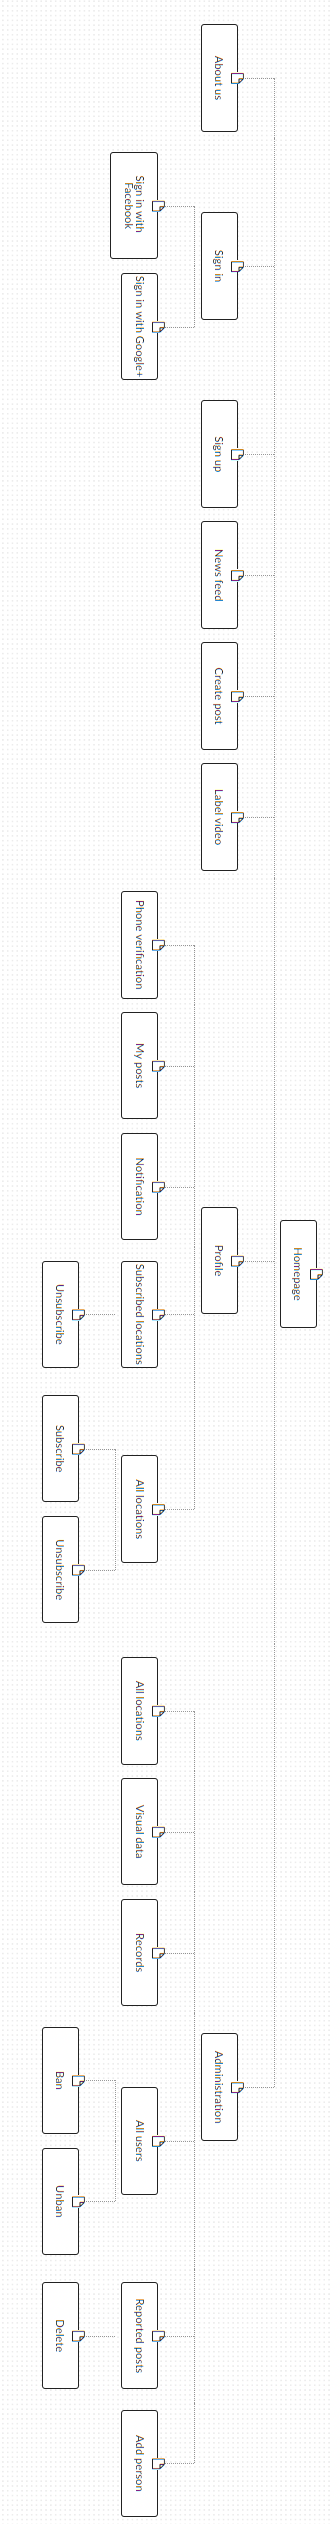 Homepage
About us
Sign in
Sign up
News feed
Create post
Label video
Profile
Administration
Sign in with
Facebook
Sign in with Google+
Phone verification
My posts
Notification
Subscribed locations
All locations
All locations
Visual data
Records
All users
Reported posts
Add person
Unsubscribe
Subscribe
Unsubscribe
Ban
Unban
Delete